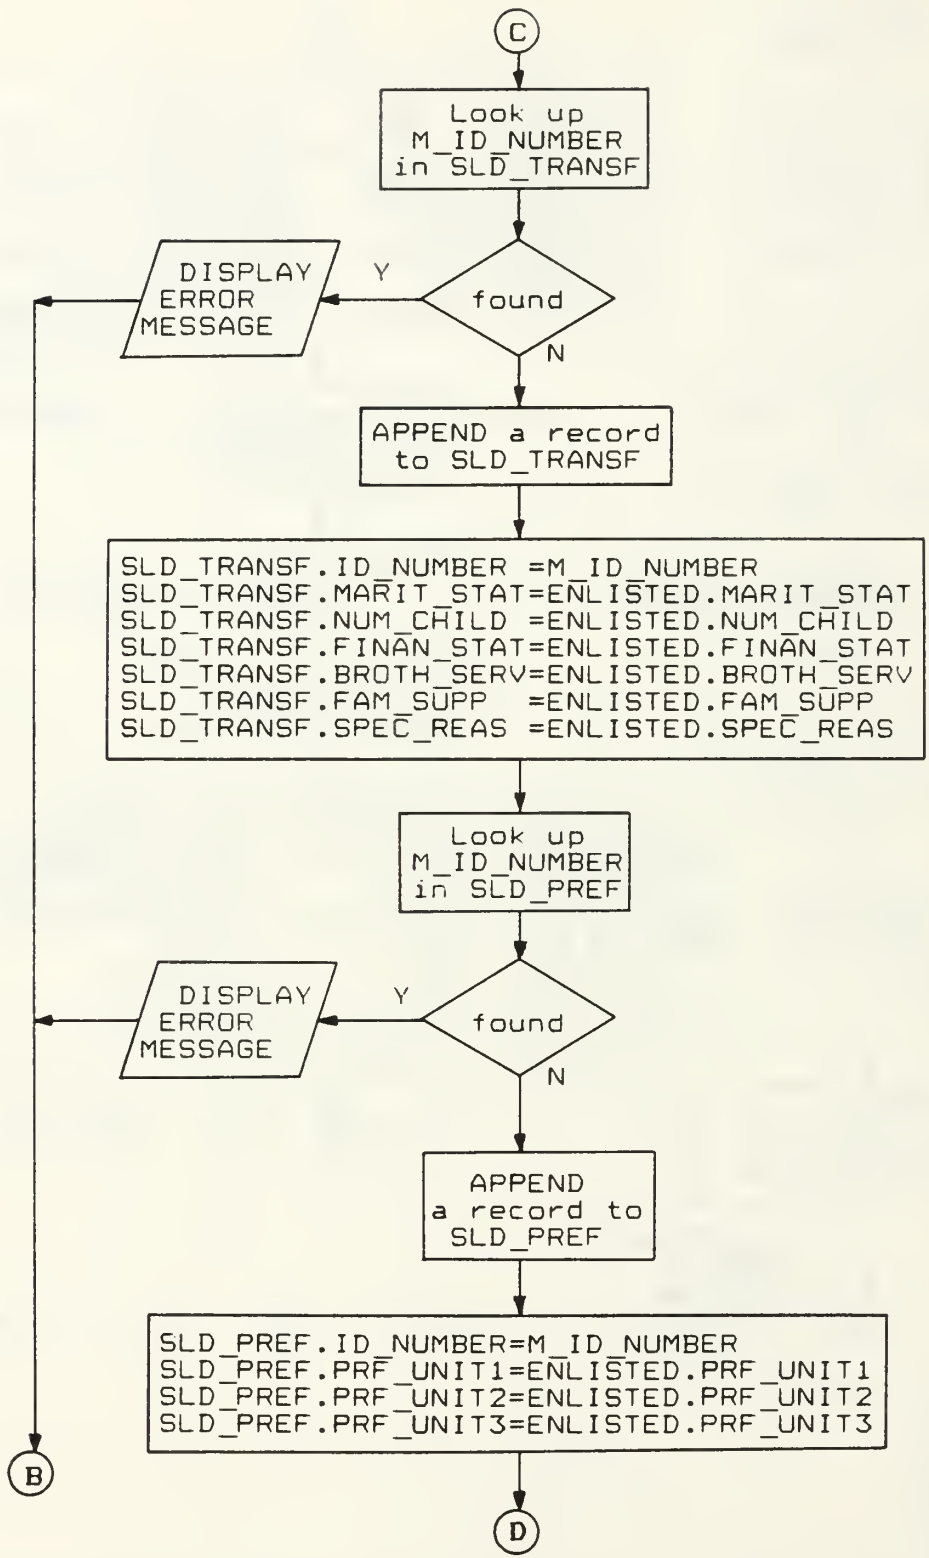 C
Look up
M_ID_NUMBER
in SLD_TRANSF
DISPLAY
ERROR
MESSAGE
Y
found
N
APPEND a record
to SLD_TRANSF
SLD_TRANSF.ID_NUMBER =M_ID_NUMBER
SLD_TRANSF.MARIT_STAT=ENLISTED.MARIT_STAT
SLD_TRANSF.NUM_CHILD =ENLISTED.NUM_CHILD
SLD_TRANSF.FINAN_STAT=ENLISTED.FINAN_STAT
SLD_TRANSF.BROTH_SERV=ENLISTED.BROTH_SERV
SLD_TRANSF.FAM_SUPP =ENLISTED.FAM_SUPP
SLD_TRANSF.SPEC_REAS =ENLISTED.SPEC_REAS
Look up
M_ID_NUMBER
in SLD_PREF
DISPLAY
ERROR
MESSAGE
Y
found
N
APPEND
a record to
SLD_PREF
SLD_PREF.ID_NUMBER=M_ID_NUMBER
SLD_PREF.PRF_UNIT1=ENLISTED.PRF_UNIT1
SLD_PREF.PRF_UNIT2=ENLISTED.PRF_UNIT2
SLD_PREF.PRF_UNIT3=ENLISTED.PRF_UNIT3
B
D